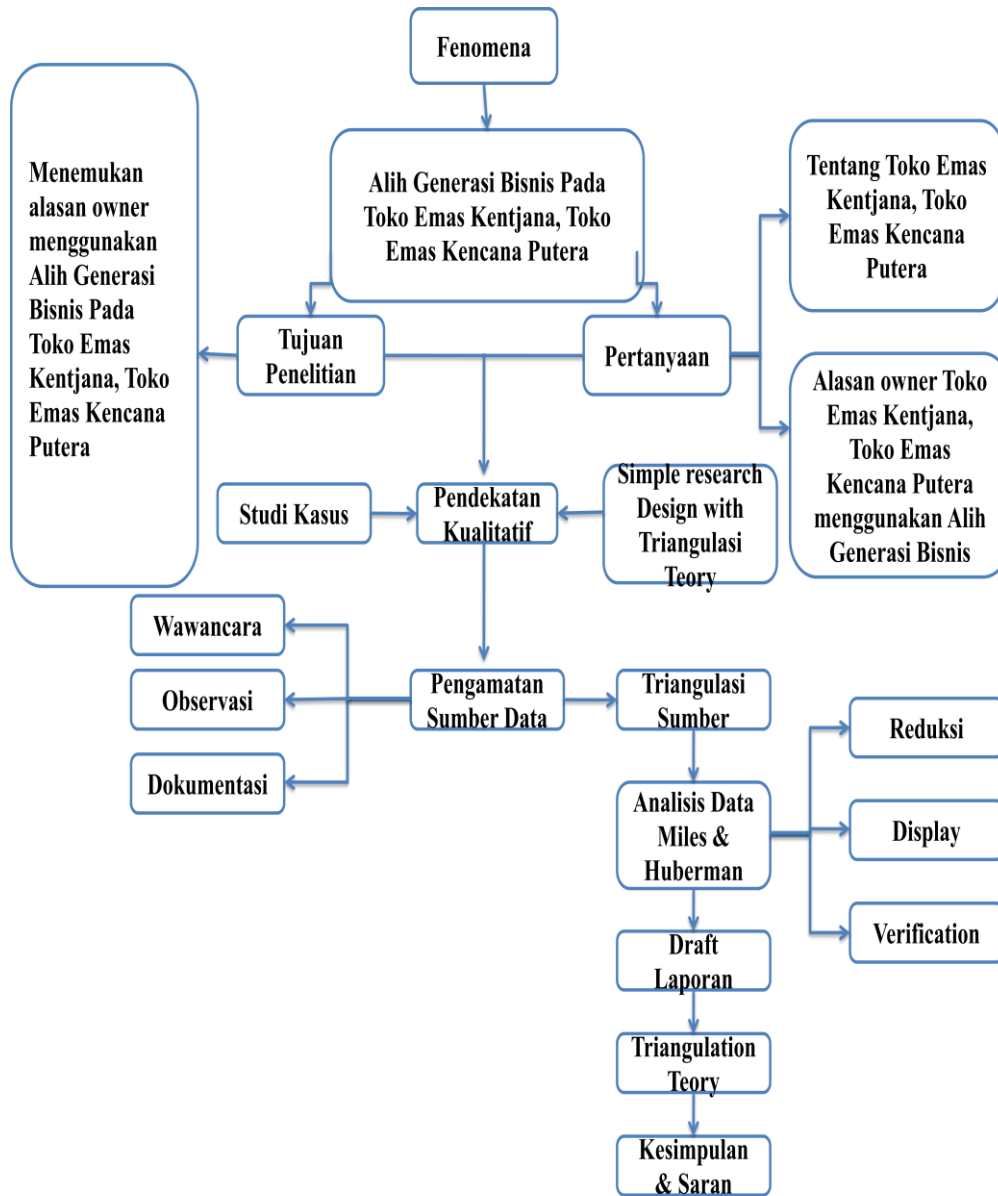 Fenomena
Alih Generasi Bisnis Pada
Toko Emas Kentjana, Toko
Emas Kencana Putera
Menemukan
alasan owner
menggunakan
Alih Generasi
Bisnis Pada
Toko Emas
Kentjana, Toko
Emas Kencana
Putera
Tentang Toko Emas
Kentjana, Toko
Emas Kencana
Putera
Tujuan
Penelitian
Pertanyaan
Alasan owner Toko
Emas Kentjana,
Toko Emas
Kencana Putera
menggunakan Alih
Generasi Bisnis
Studi Kasus
Pendekatan
Kualitatif
Simple research
Design with
Triangulasi
Teory
Wawancara
Observasi
Dokumentasi
Pengamatan
Sumber Data
Triangulasi
Sumber
Analisis Data
Miles &
Huberman
Reduksi
Display
Verification
Draft
Laporan
Triangulation
Teory
Kesimpulan
& Saran